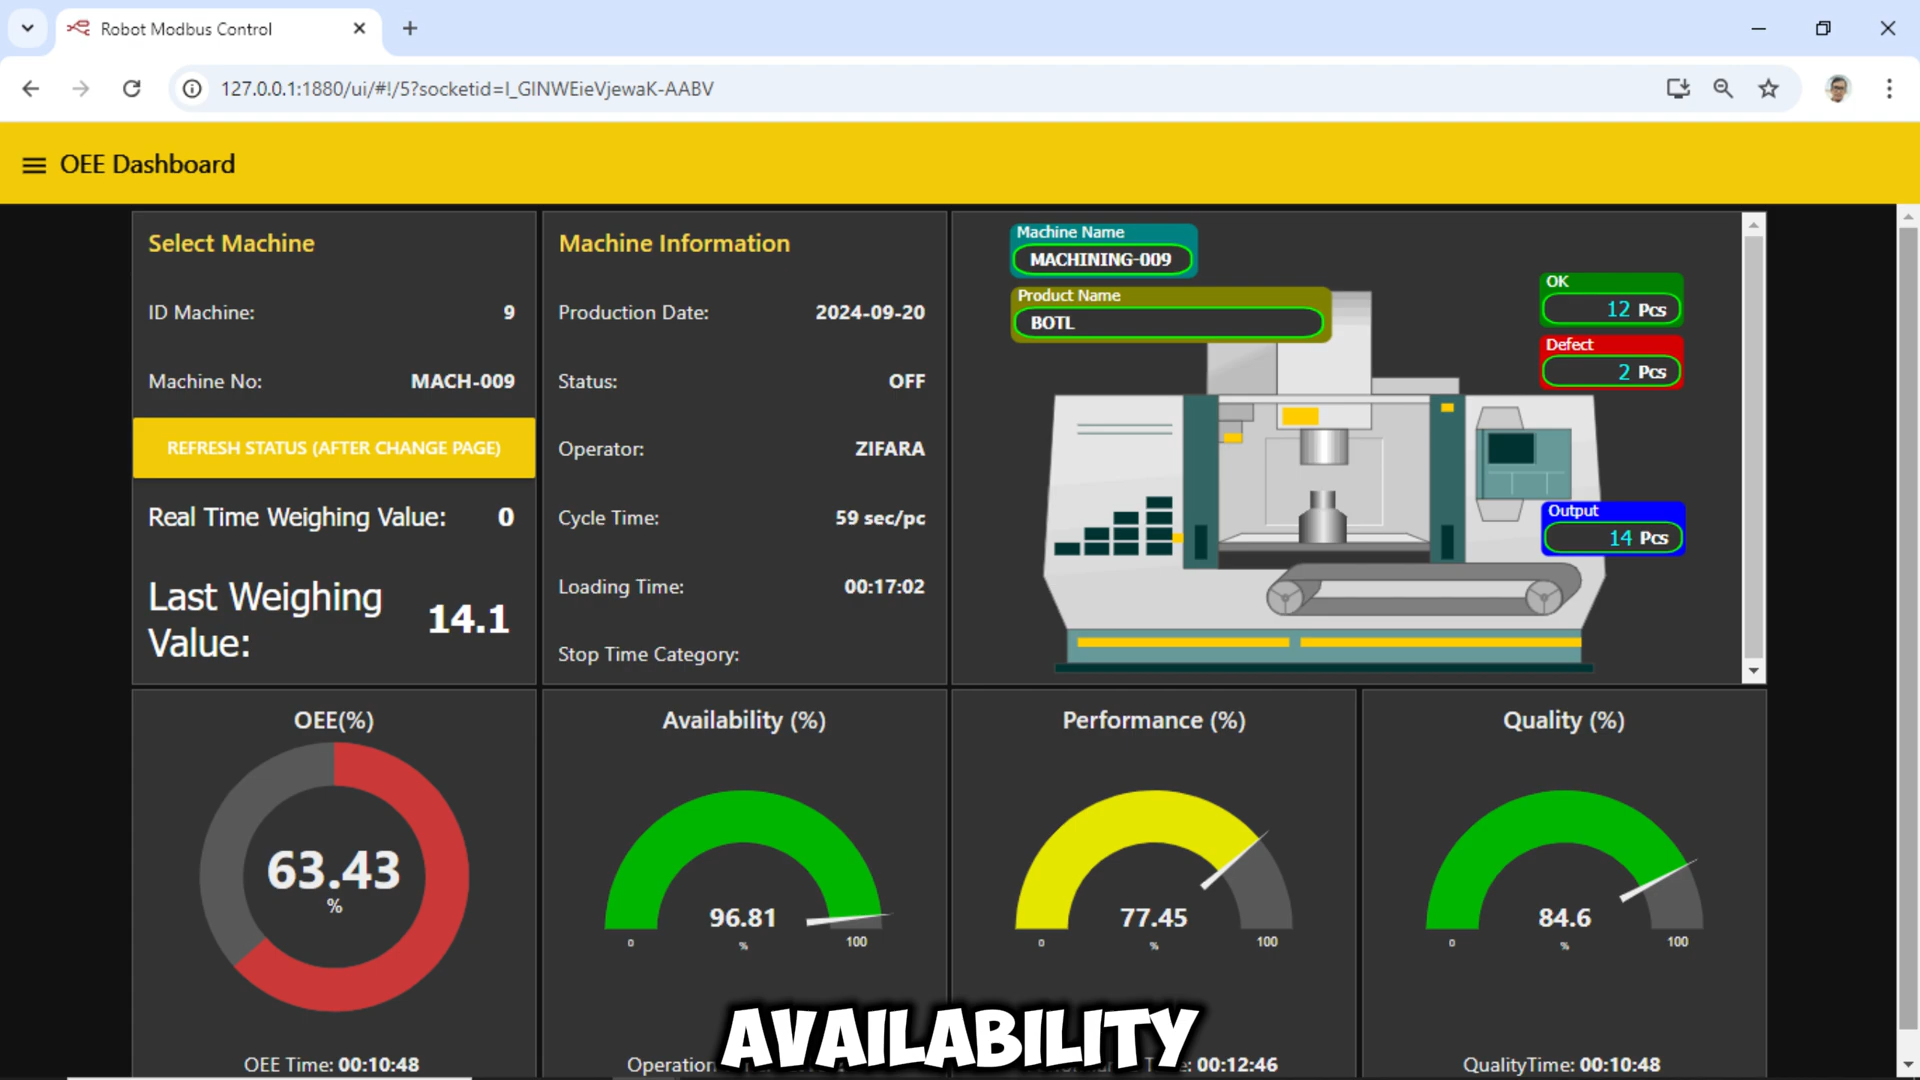 Robot Modbus Control
127.0.0.1:1880/ui/#!/5?socketid=I_GINWEieVjewaK-AABV
OEE Dashboard
Select Machine
ID Machine: 9
Machine No: MACH-009
REFRESH STATUS (AFTER CHANGE PAGE)
Real Time Weighing Value: 0
Last Weighing Value: 14.1
Machine Information
Production Date: 2024-09-20
Status: OFF
Operator: ZIFARA
Cycle Time: 59 sec/pc
Loading Time: 00:17:02
Stop Time Category:
Machine Name
MACHINING-009
Product Name
BOTL
OK
12 Pcs
Defect
2 Pcs
Output
14 Pcs
OEE(%)
63.43
%
OEE Time: 00:10:48
Availability (%)
96.81
%
0 100
Performance (%)
77.45
%
0 100
00:12:46
Quality (%)
84.6
%
0 100
QualityTime: 00:10:48
AVAILABILITY